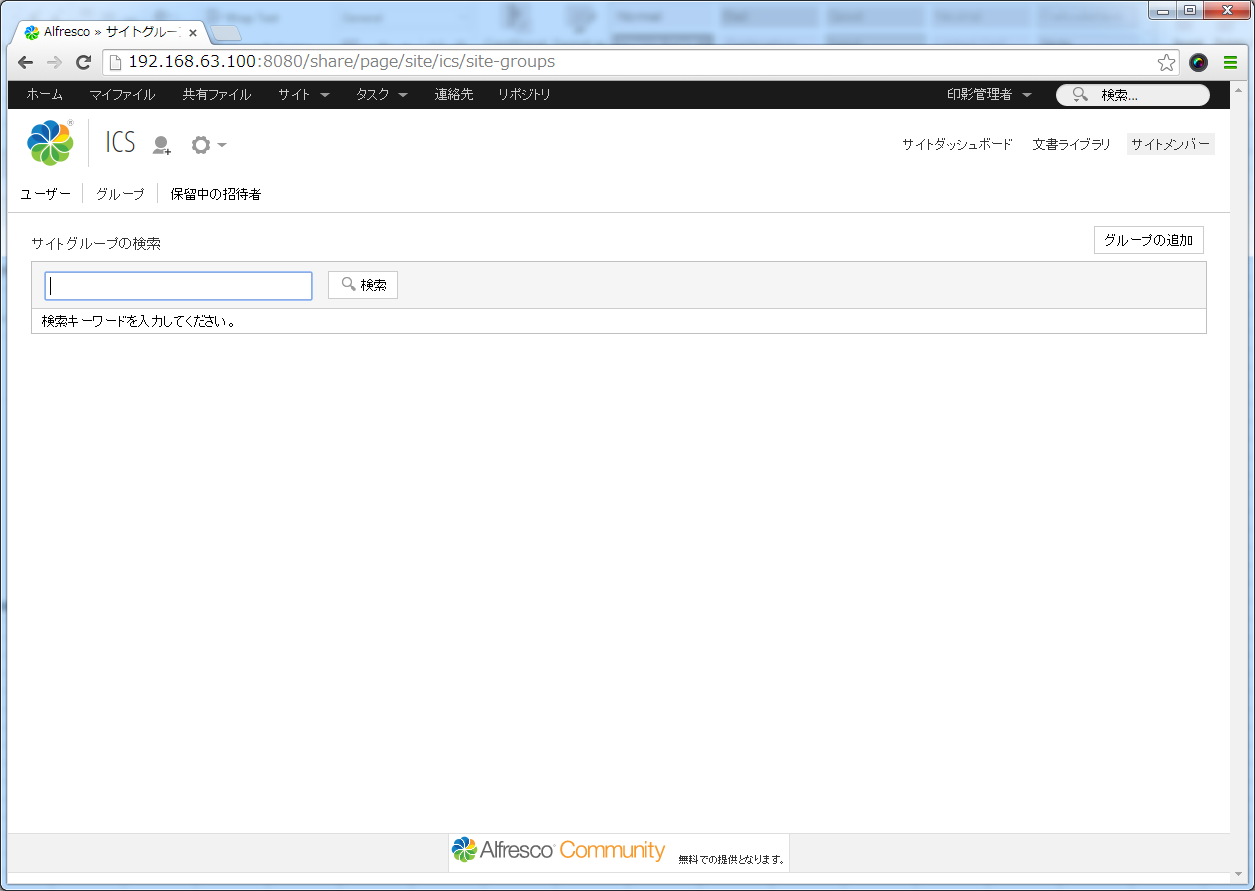 Alfresco » サイトグルー
192.168.63.100:8080/share/page/site/ics/site-groups
ホーム マイファイル 共有ファイル サイト タスク 連絡先 リポジトリ 印影管理者 検索...
ICS サイトダッシュボード 文書ライブラリ サイトメンバー
ユーザー グループ 保留中の招待者
サイトグループの検索 グループの追加
検索
検索キーワードを入力してください。
Alfresco Community 無料での提供となります。